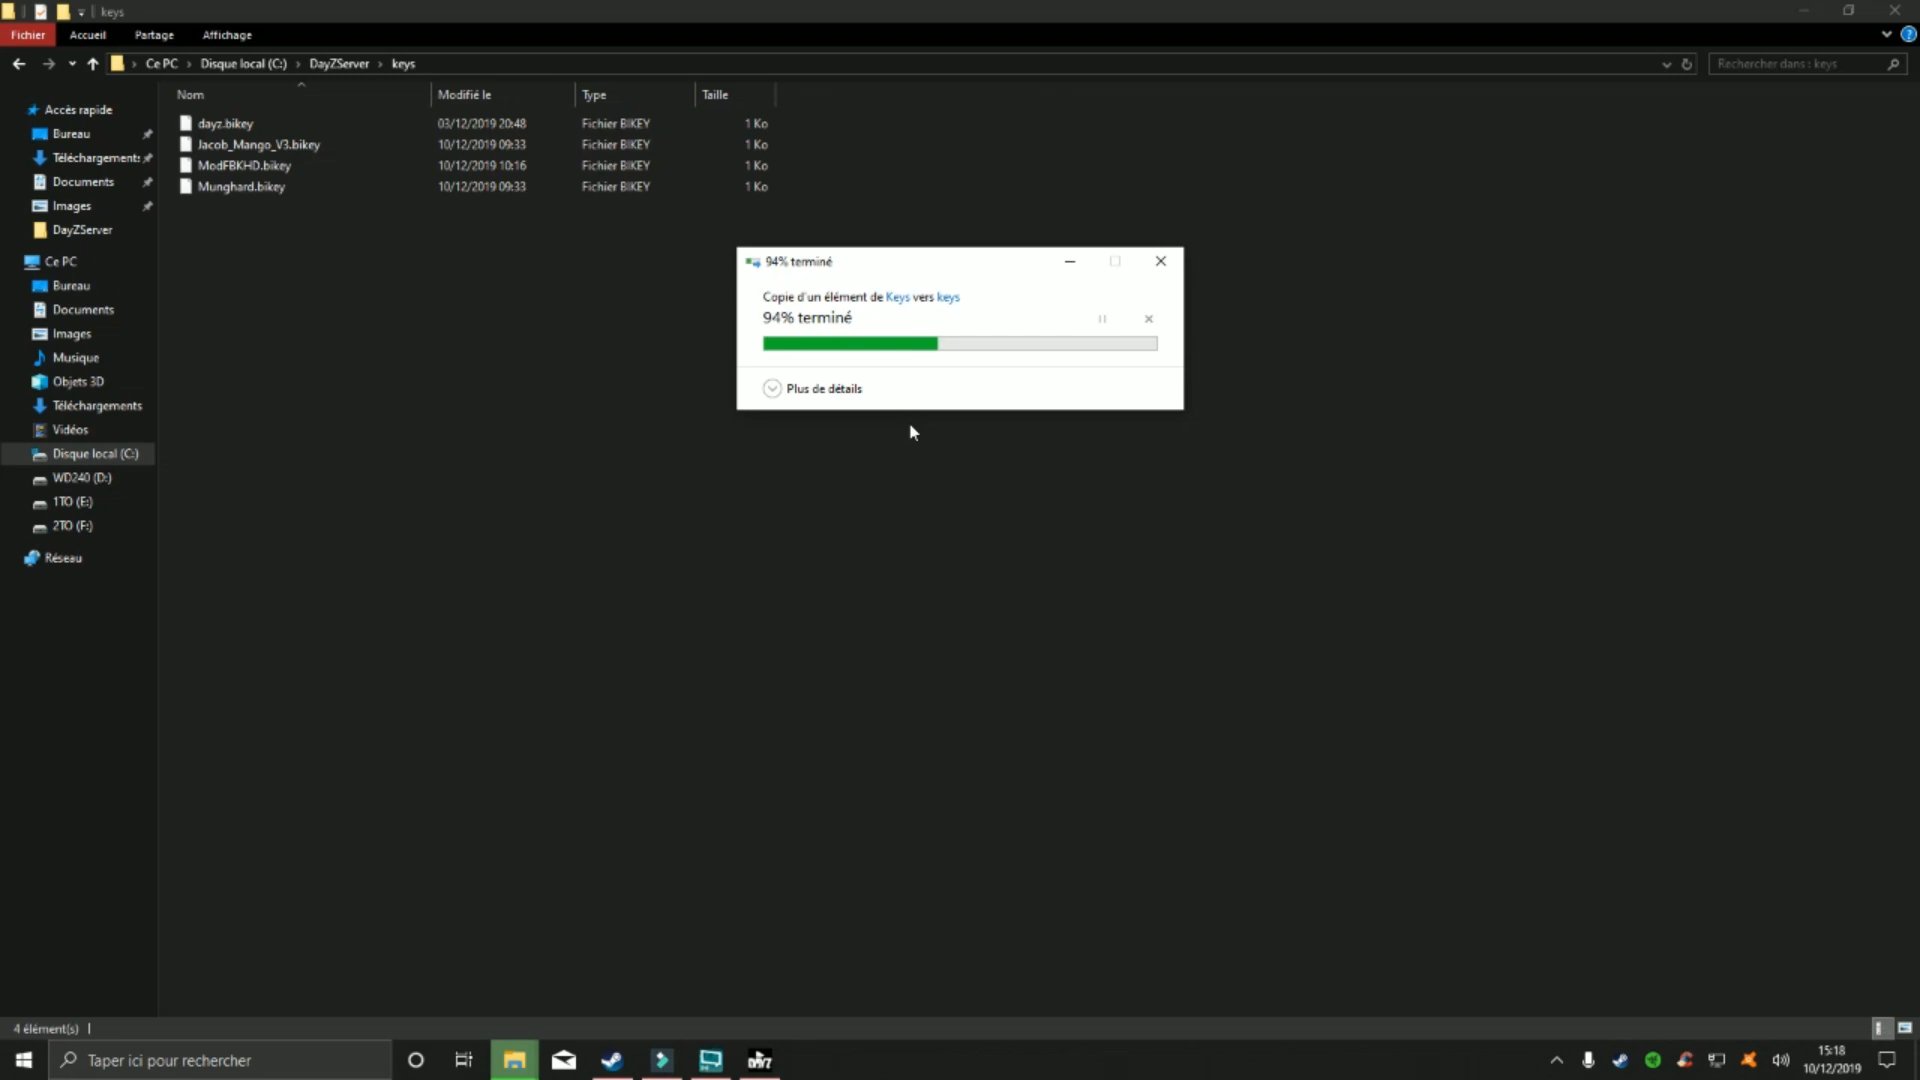 keys
Fichier Accueil Partage Affichage
Ce PC Disque local (C:) DayZServer keys
Rechercher dans : keys
Nom Modifié le Type Taille
dayz.bikey 03/12/2019 20:48 Fichier BIKEY 1 Ko
Jacob_Mango_V3.bikey 10/12/2019 09:33 Fichier BIKEY 1 Ko
ModFBKHD.bikey 10/12/2019 10:16 Fichier BIKEY 1 Ko
Munghard.bikey 10/12/2019 09:33 Fichier BIKEY 1 Ko
Accès rapide
Bureau
Téléchargement:
Documents
Images
DayZServer
Ce PC
Bureau
Documents
Images
Musique
Objets 3D
Téléchargements
Vidéos
Disque local (C:)
WD240 (D:)
1TO (E:)
2TO (F:)
Réseau
94% terminé
Copie d'un élément de Keys vers keys
94% terminé
Plus de détails
4 élément(s)
Taper ici pour rechercher
15:18
10/12/2019